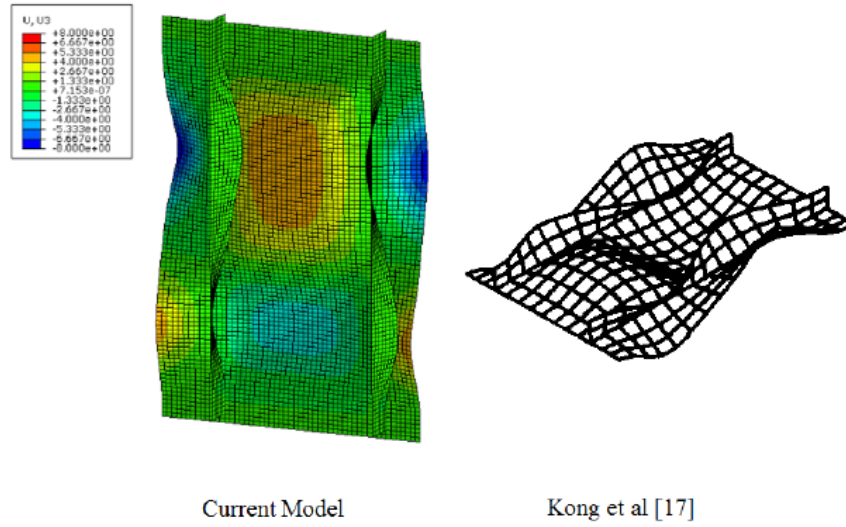 U, U3
+8.000e+00
+6.667e+00
+5.333e+00
+4.000e+00
+2.667e+00
+1.333e+00
+7.153e-07
-1.333e+00
-2.667e+00
-4.000e+00
-5.333e+00
-6.667e+00
-8.000e+00
Current Model
Kong et al [17]